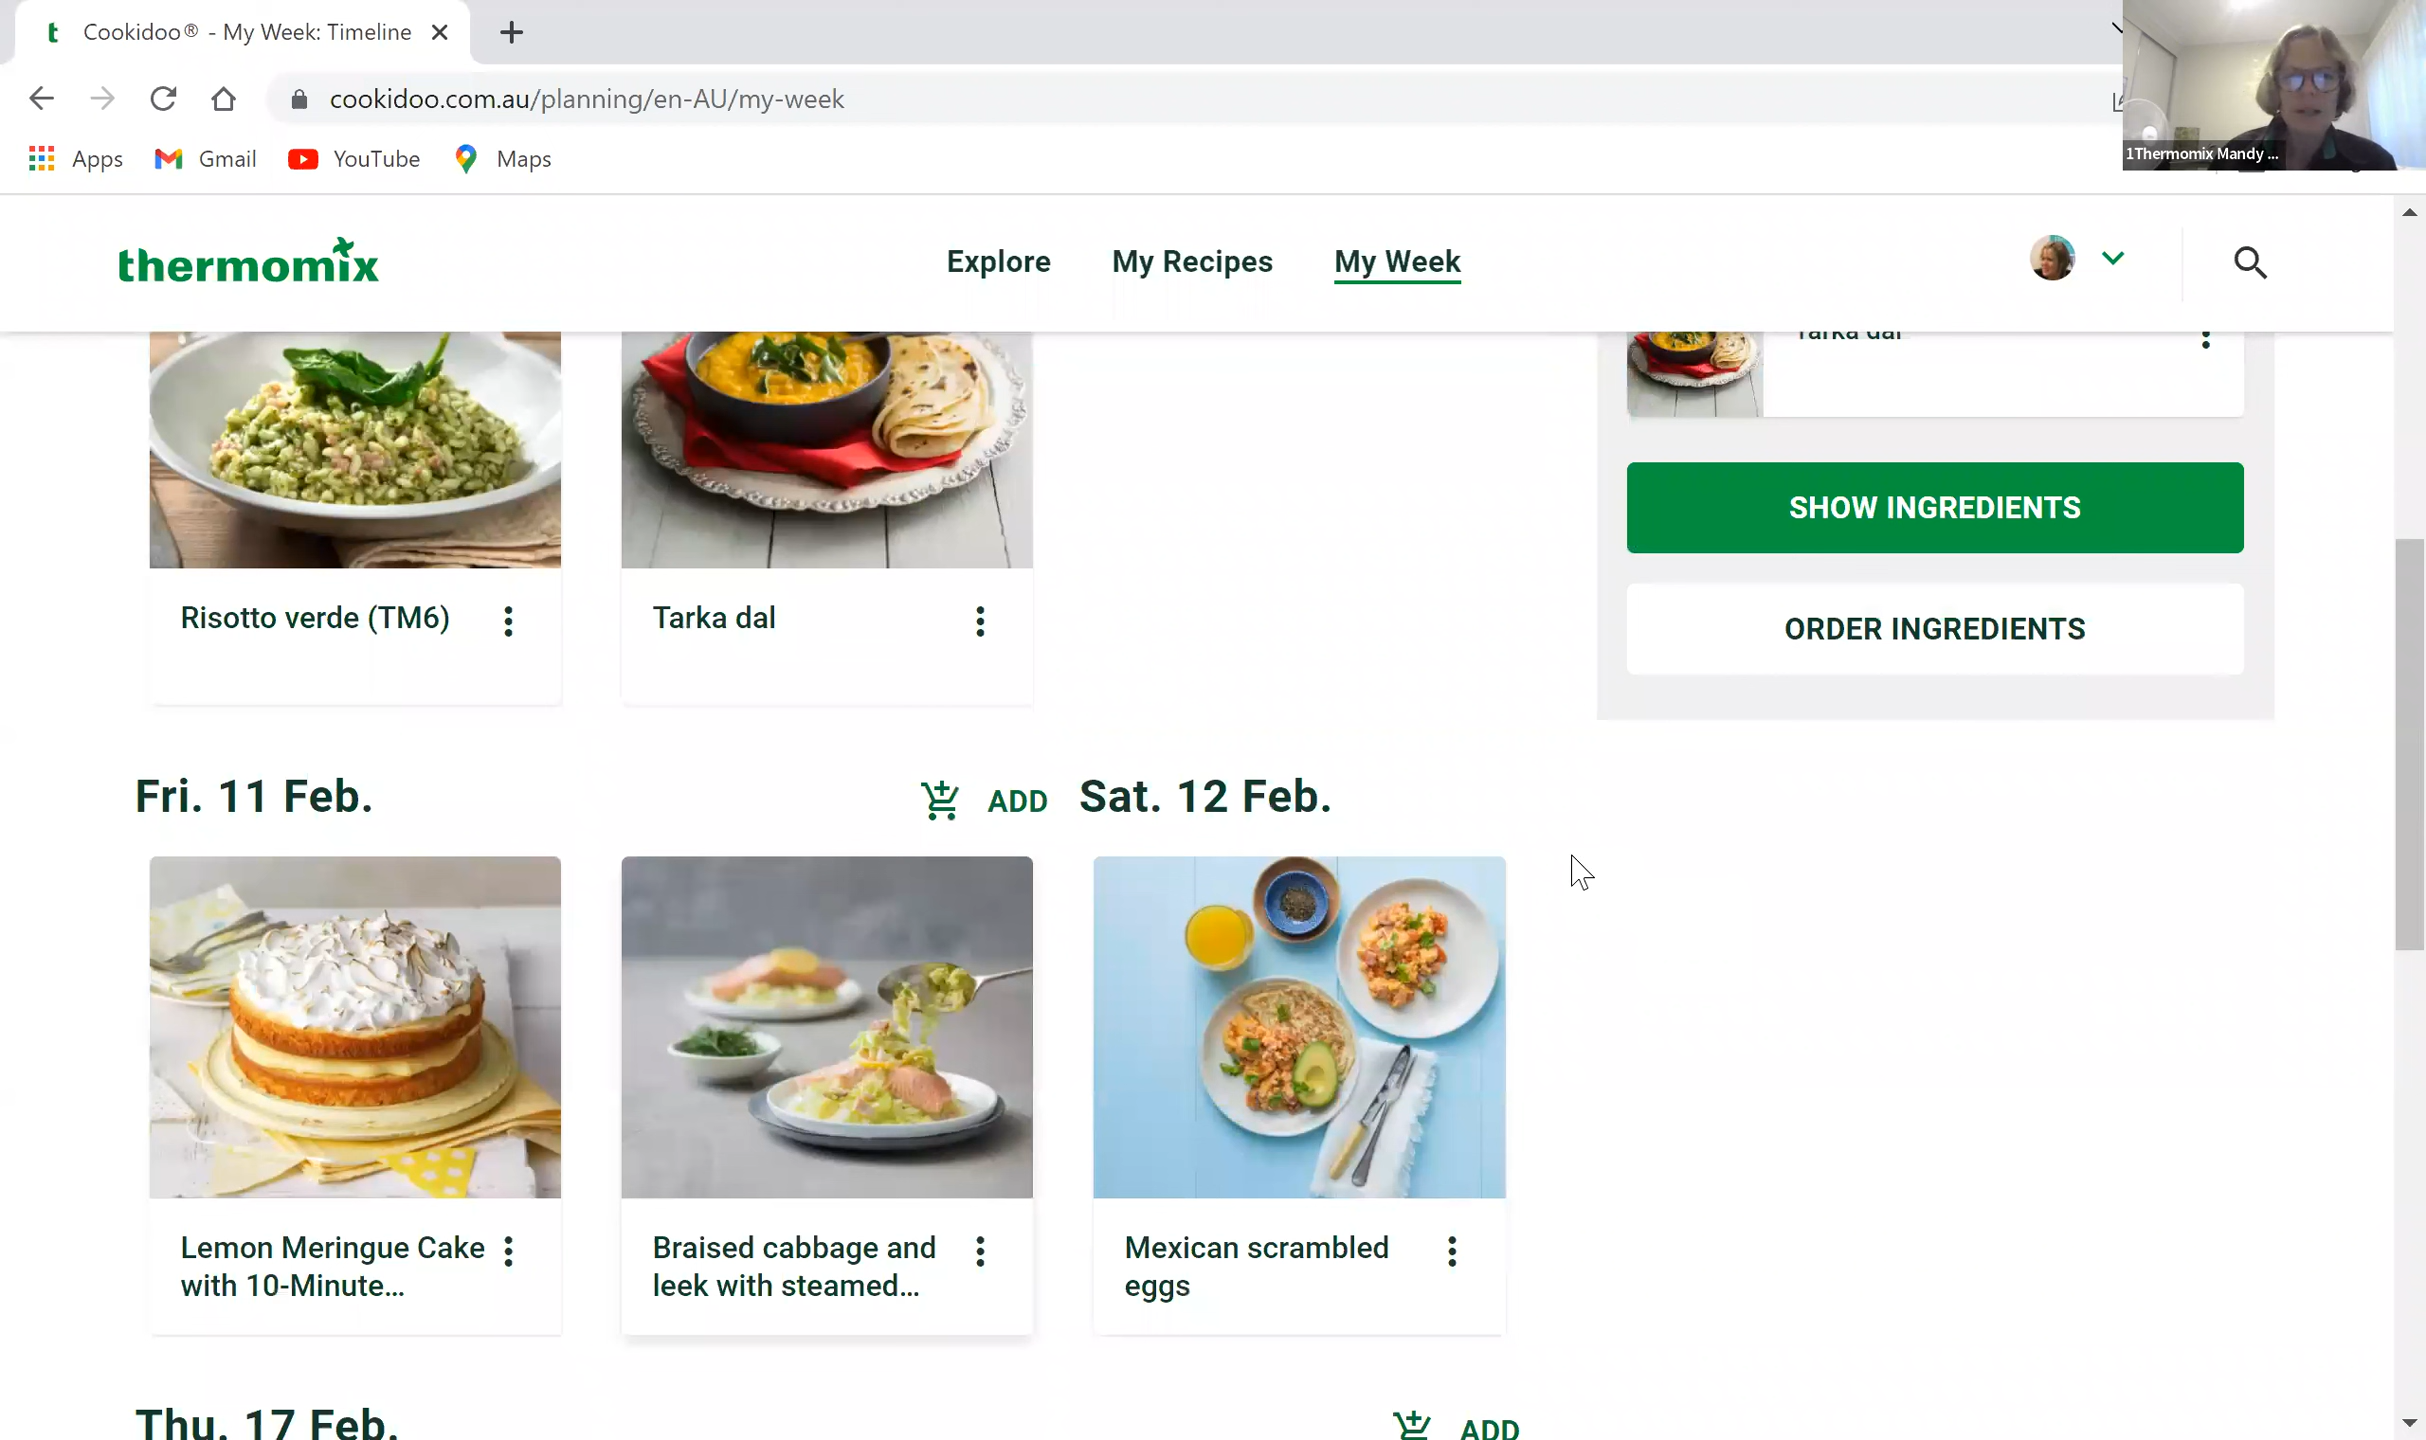 Cookidoo® - My Week: Timeline
cookidoo.com.au/planning/en-AU/my-week
Apps
Gmail
YouTube
Maps
1Thermomix Mandy ...
thermomix
Explore
My Recipes
My Week
Tarka dal
SHOW INGREDIENTS
ORDER INGREDIENTS
Risotto verde (TM6)
Tarka dal
Fri. 11 Feb.
ADD
Sat. 12 Feb.
Lemon Meringue Cake
with 10-Minute...
Braised cabbage and
leek with steamed...
Mexican scrambled
eggs
Thu. 17 Feb.
ADD